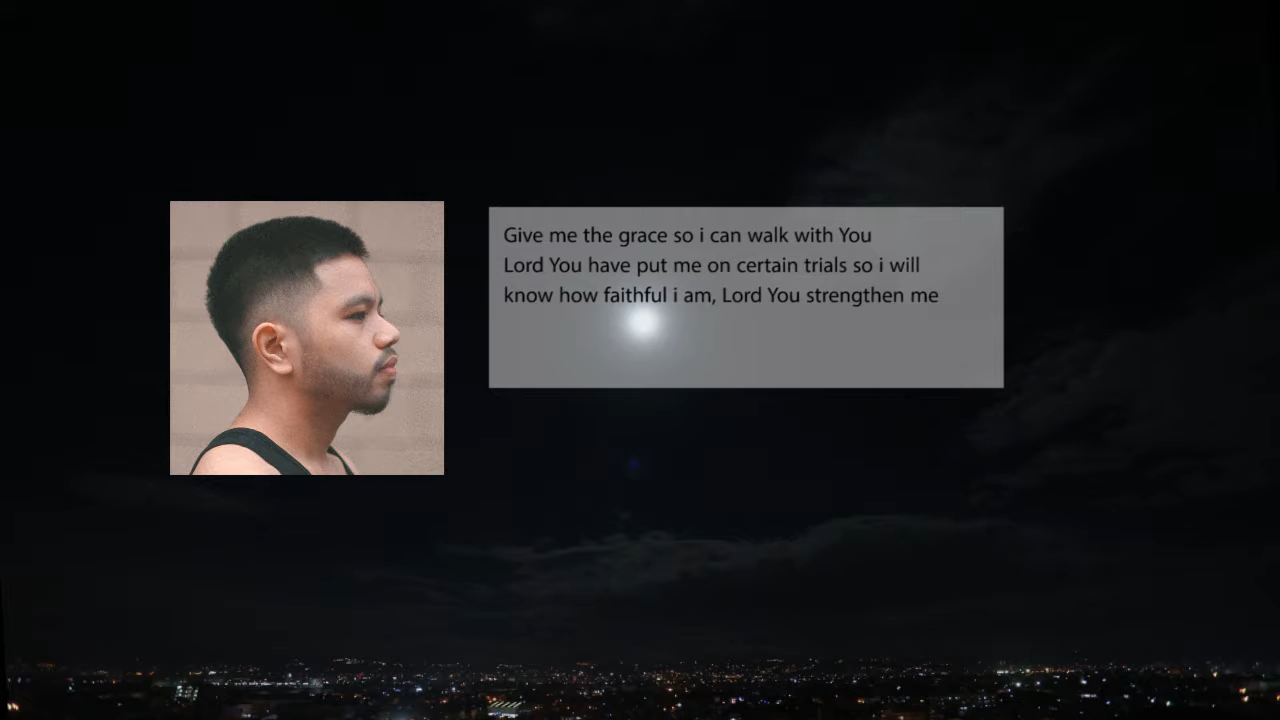 Give me the grace so i can walk with You
Lord You have put me on certain trials so i will
know how faithful i am, Lord You strengthen me